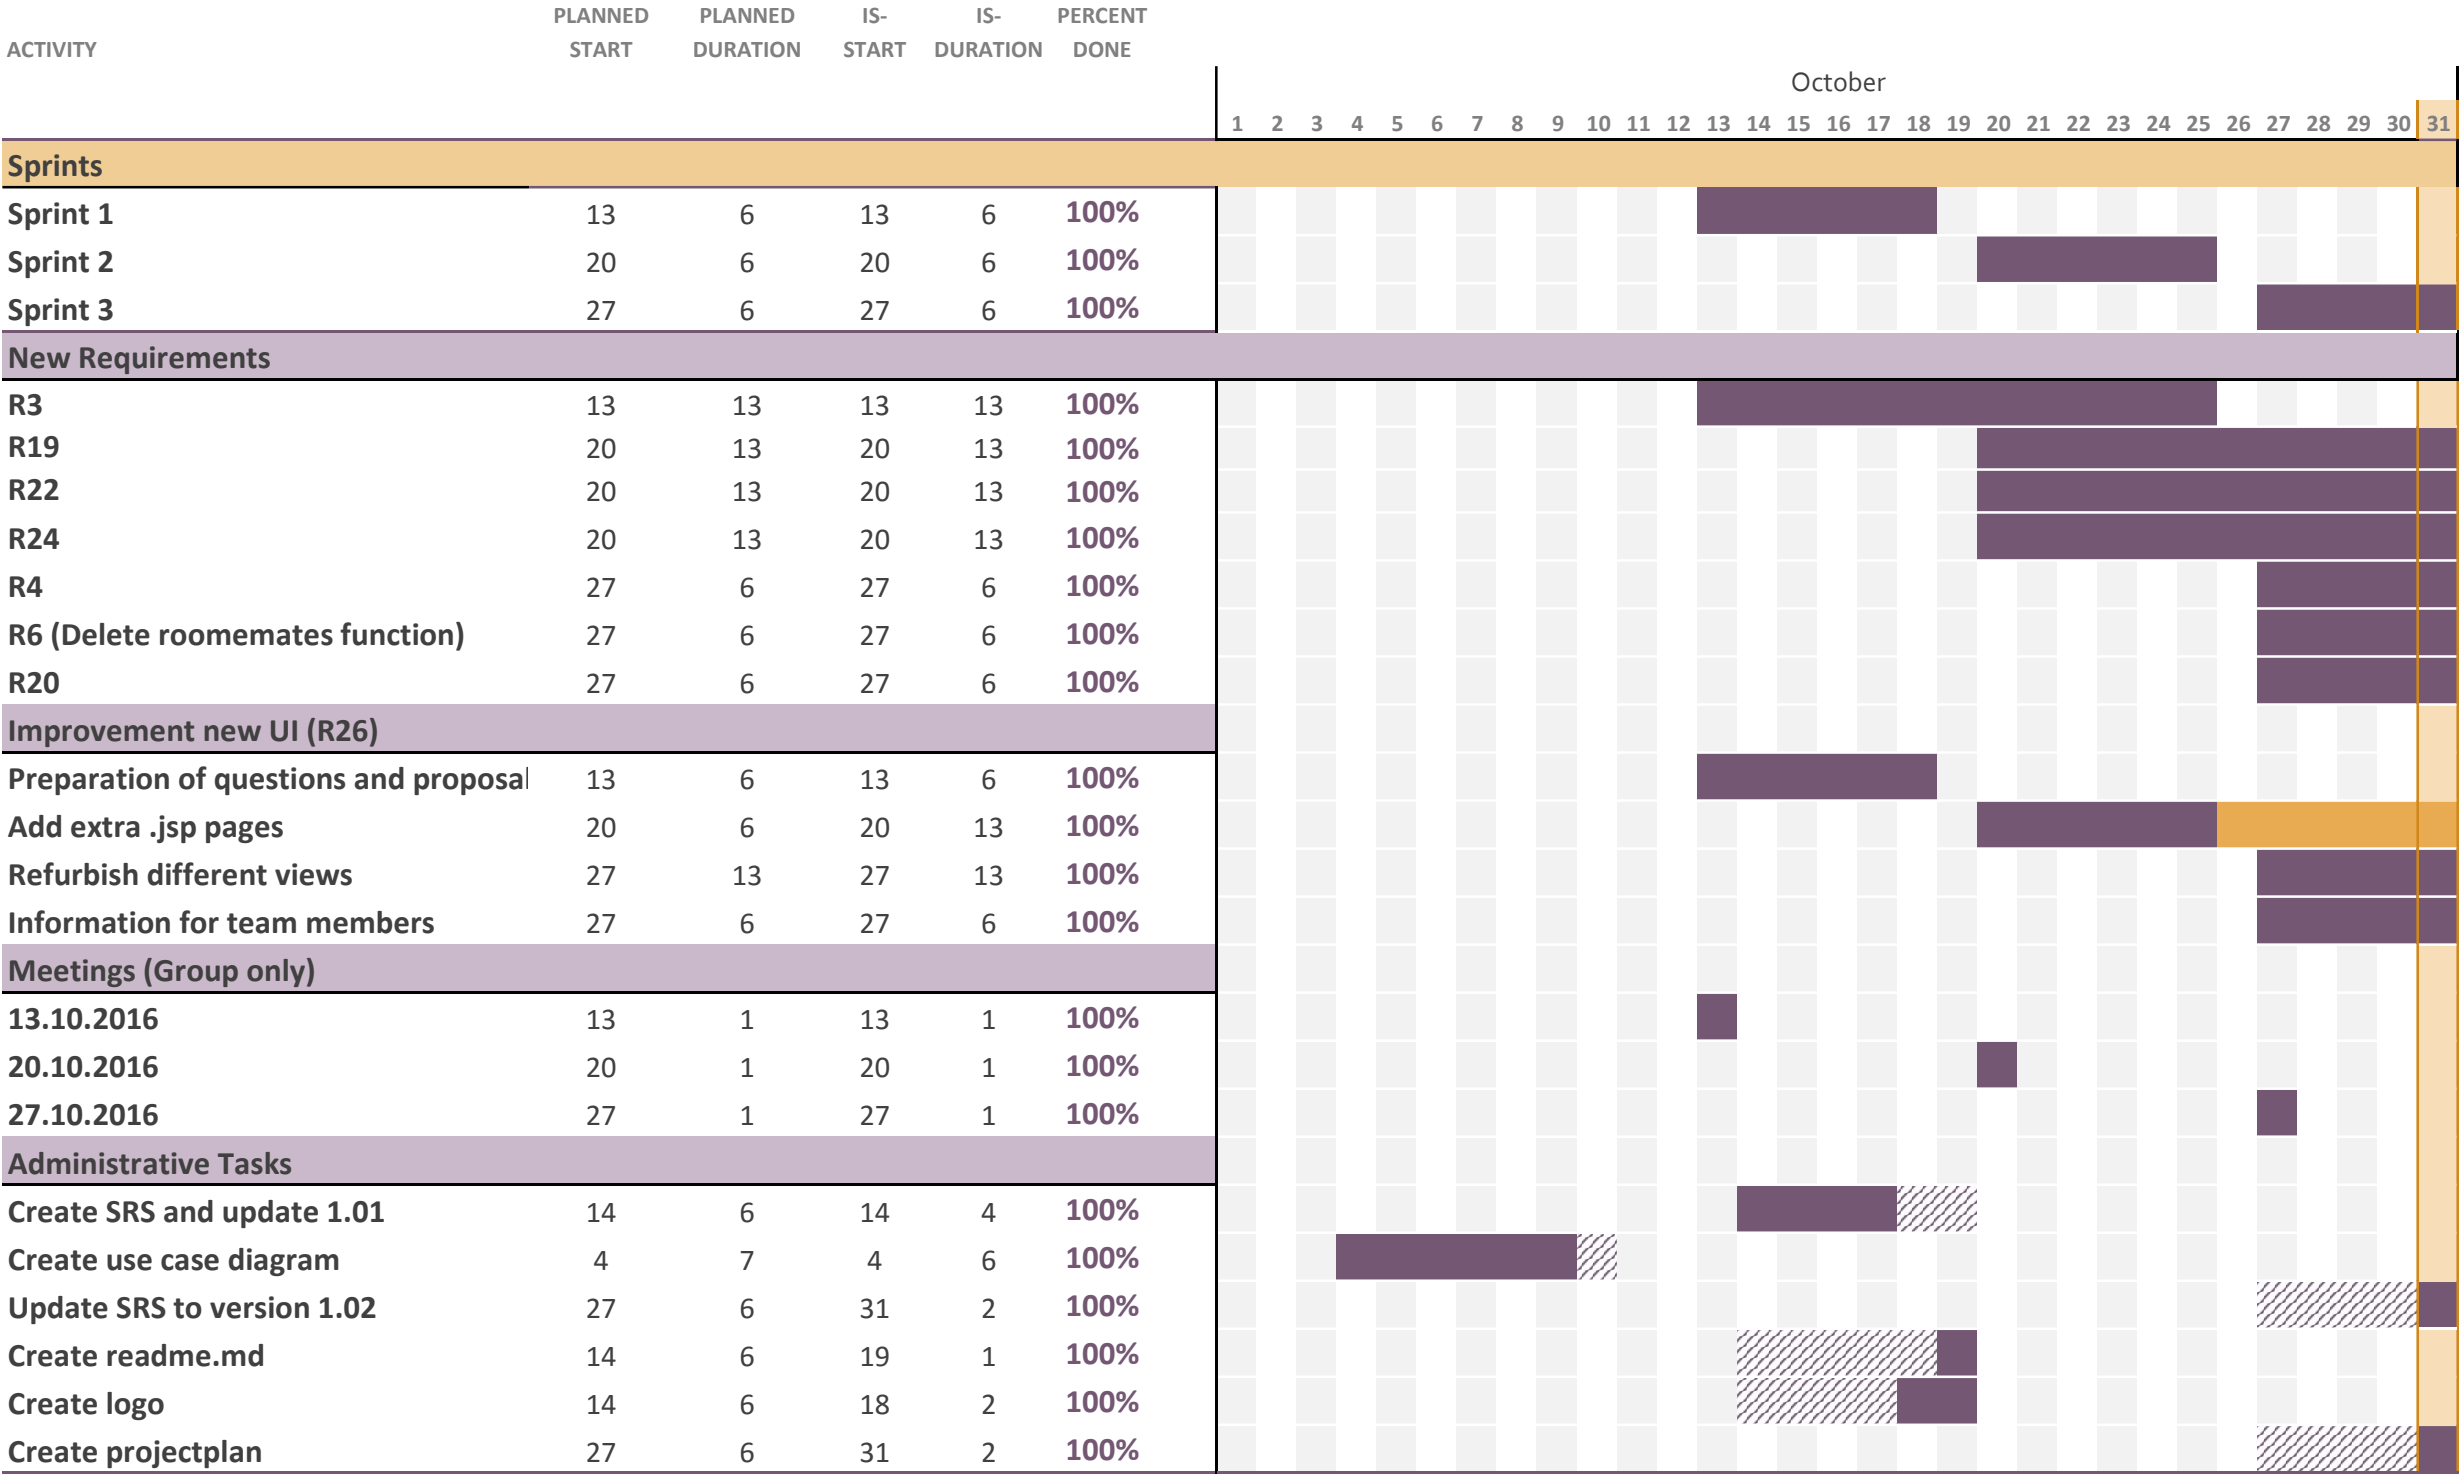 ACTIVITY PLANNED START PLANNED DURATION IS-START IS-DURATION PERCENT DONE
October
1 2 3 4 5 6 7 8 9 10 11 12 13 14 15 16 17 18 19 20 21 22 23 24 25 26 27 28 29 30 31
Sprints
Sprint 1 13 6 13 6 100%
Sprint 2 20 6 20 6 100%
Sprint 3 27 6 27 6 100%
New Requirements
R3 13 13 13 13 100%
R19 20 13 20 13 100%
R22 20 13 20 13 100%
R24 20 13 20 13 100%
R4 27 6 27 6 100%
R6 (Delete roomemates function) 27 6 27 6 100%
R20 27 6 27 6 100%
Improvement new UI (R26)
Preparation of questions and proposal 13 6 13 6 100%
Add extra .jsp pages 20 6 20 13 100%
Refurbish different views 27 13 27 13 100%
Information for team members 27 6 27 6 100%
Meetings (Group only)
13.10.2016 13 1 13 1 100%
20.10.2016 20 1 20 1 100%
27.10.2016 27 1 27 1 100%
Administrative Tasks
Create SRS and update 1.01 14 6 14 4 100%
Create use case diagram 4 7 4 6 100%
Update SRS to version 1.02 27 6 31 2 100%
Create readme.md 14 6 19 1 100%
Create logo 14 6 18 2 100%
Create projectplan 27 6 31 2 100%